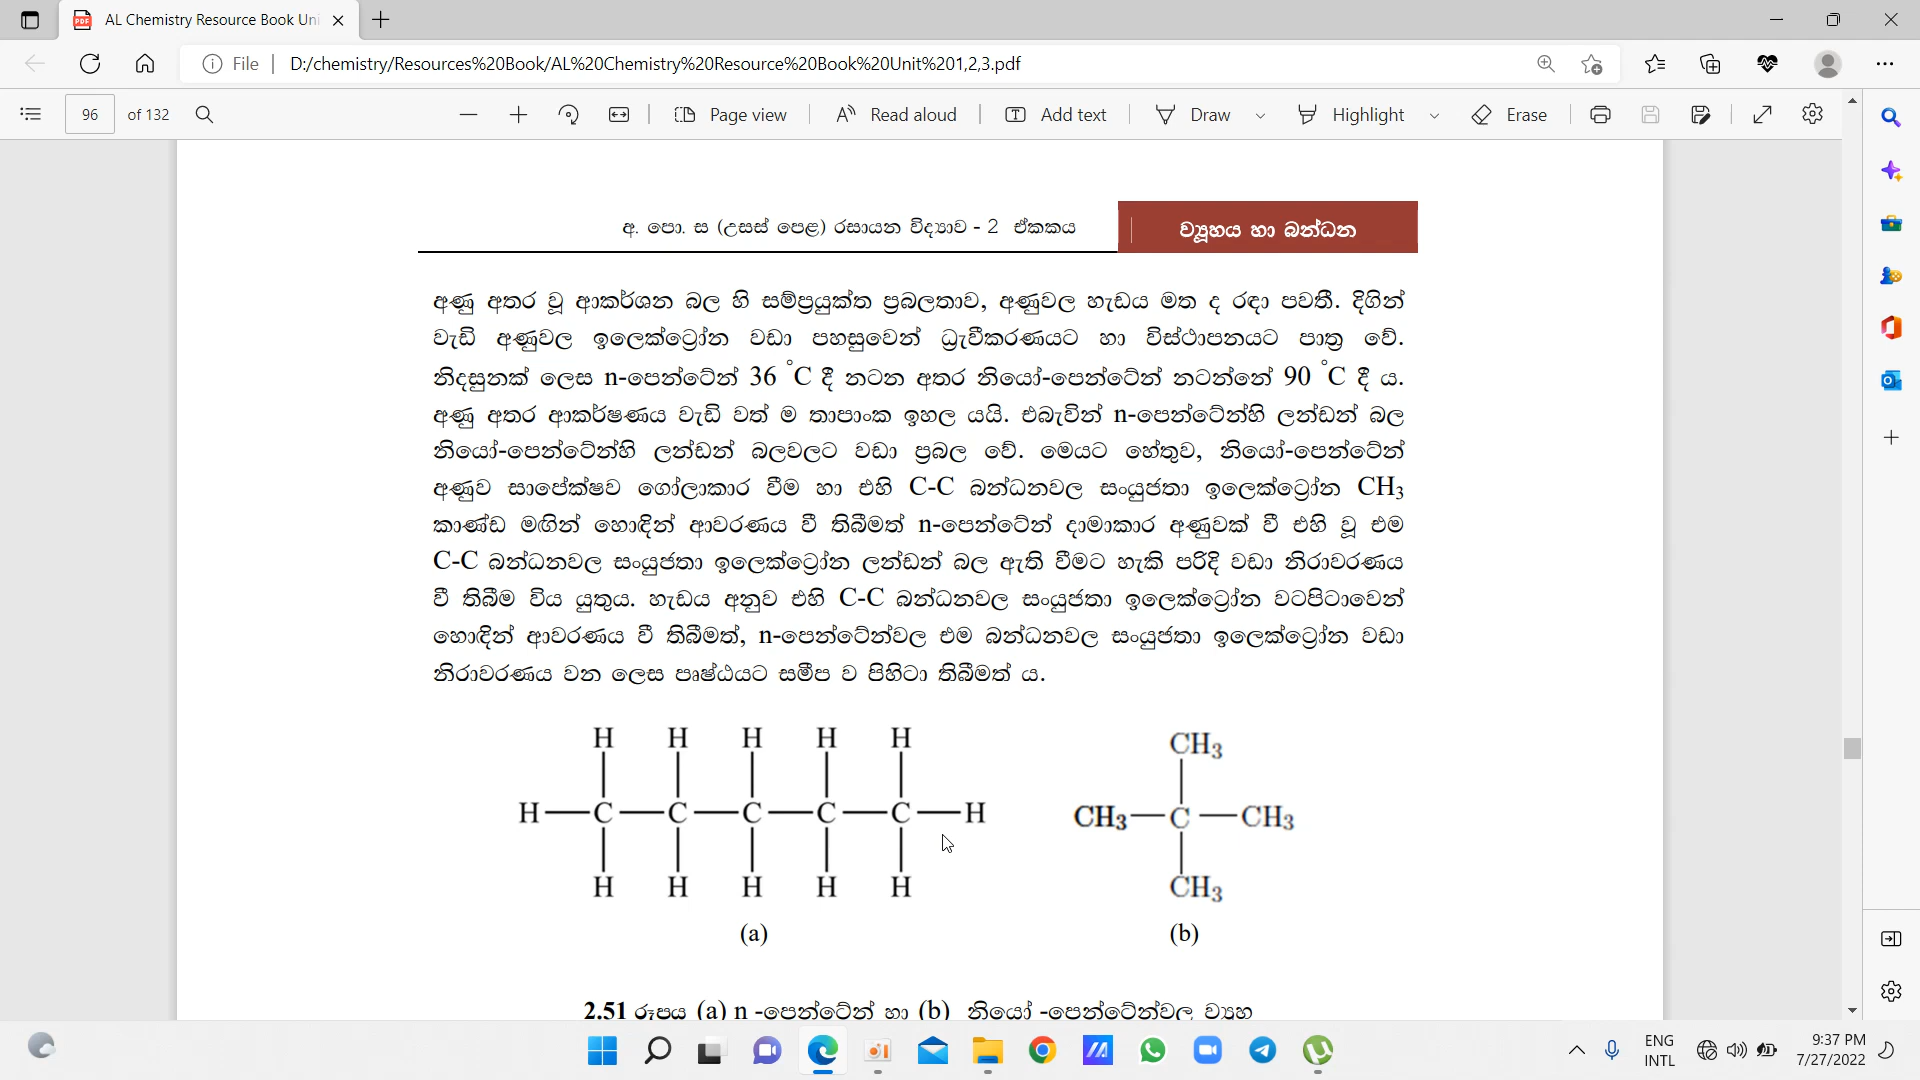 AL Chemistry Resource Book Uni
File
D:/chemistry/Resources%20Book/AL%20Chemistry%20Resource%20Book%20Unit%201,2,3.pdf
96 of 132
Page view
Read aloud
Add text
Draw
Highlight
Erase
අ. පො. ස (උසස් පෙළ) රසායන විද්‍යාව - 2 ඒකකය
ව්‍යුහය හා බන්ධන
අණු අතර වූ ආකර්ශන බල හි සම්ප්‍රයුක්ත ප්‍රබලතාව, අණුවල හැඩය මත ද රඳා පවතී. දිගින්
වැඩි අණුවල ඉලෙක්ට්‍රෝන වඩා පහසුවෙන් ධ්‍රැවීකරණයට හා විස්ථාපනයට පාත්‍ර වේ.
නිදසුනක් ලෙස n-පෙන්ටේන් 36 °C දී නටන අතර නියෝ-පෙන්ටේන් නටන්නේ 90 °C දී ය.
අණු අතර ආකර්ෂණය වැඩි වත් ම තාපාංක ඉහල යයි. එබැවින් n-පෙන්ටේන්හි ලන්ඩන් බල
නියෝ-පෙන්ටේන්හි ලන්ඩන් බලවලට වඩා ප්‍රබල වේ. මෙයට හේතුව, නියෝ-පෙන්ටේන්
අණුව සාපේක්ෂව ගෝලාකාර වීම හා එහි C-C බන්ධනවල සංයුජතා ඉලෙක්ට්‍රෝන CH₃
කාණ්ඩ මඟින් හොඳින් ආවරණය වී තිබීමත් n-පෙන්ටේන් දාමාකාර අණුවක් වී එහි වූ එම
C-C බන්ධනවල සංයුජතා ඉලෙක්ට්‍රෝන ලන්ඩන් බල ඇති වීමට හැකි පරිදි වඩා නිරාවරණය
වී තිබීම විය යුතුය. හැඩය අනුව එහි C-C බන්ධනවල සංයුජතා ඉලෙක්ට්‍රෝන වටපිටාවෙන්
හොඳින් ආවරණය වී තිබීමත්, n-පෙන්ටේන්වල එම බන්ධනවල සංයුජතා ඉලෙක්ට්‍රෝන වඩා
නිරාවරණය වන ලෙස පෘෂ්ඨයට සමීප ව පිහිටා තිබීමත් ය.
H H H H H
H C C C C C H
H H H H H
(a)
CH₃
CH₃ C CH₃
CH₃
(b)
2.51 රූපය (a) n -පෙන්ටේන් හා (b) නියෝ -පෙන්ටේන්වල ව්‍යුහ
ENG
INTL
9:37 PM
7/27/2022